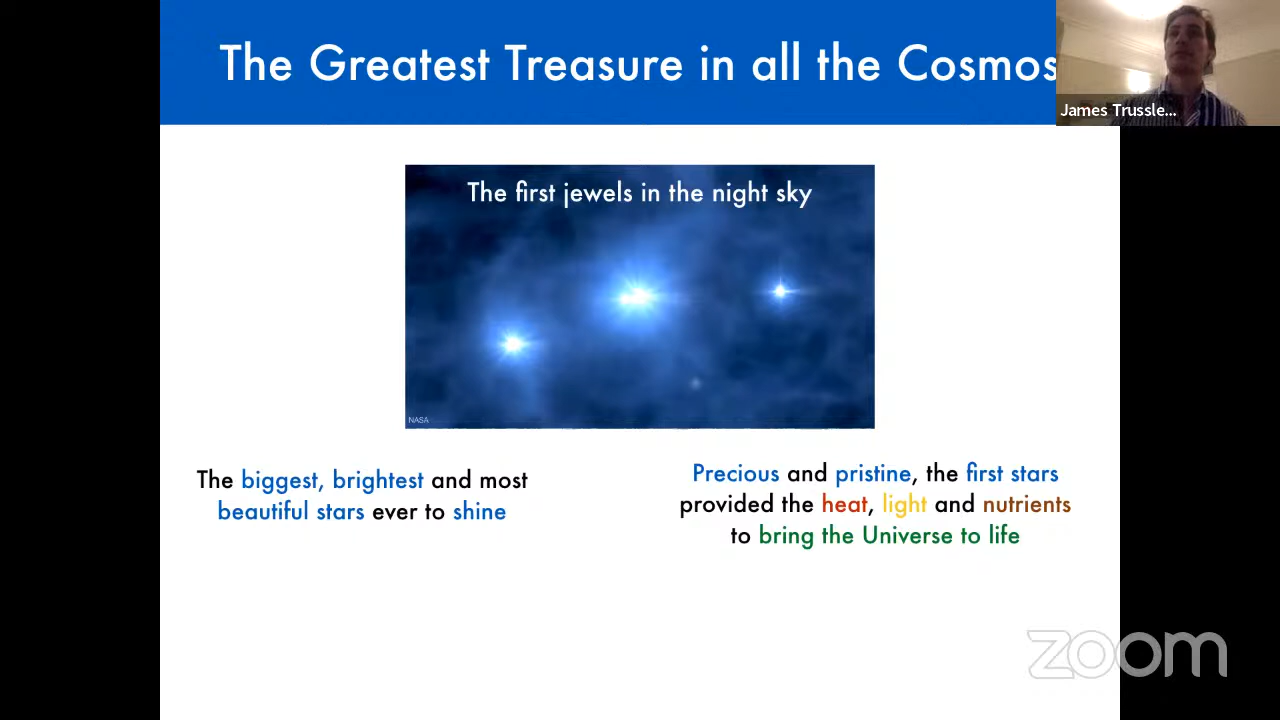 The Greatest Treasure in all the Cosmos
James Trussle...
The first jewels in the night sky
NASA
The biggest, brightest and most
beautiful stars ever to shine
Precious and pristine, the first stars
provided the heat, light and nutrients
to bring the Universe to life
zoom